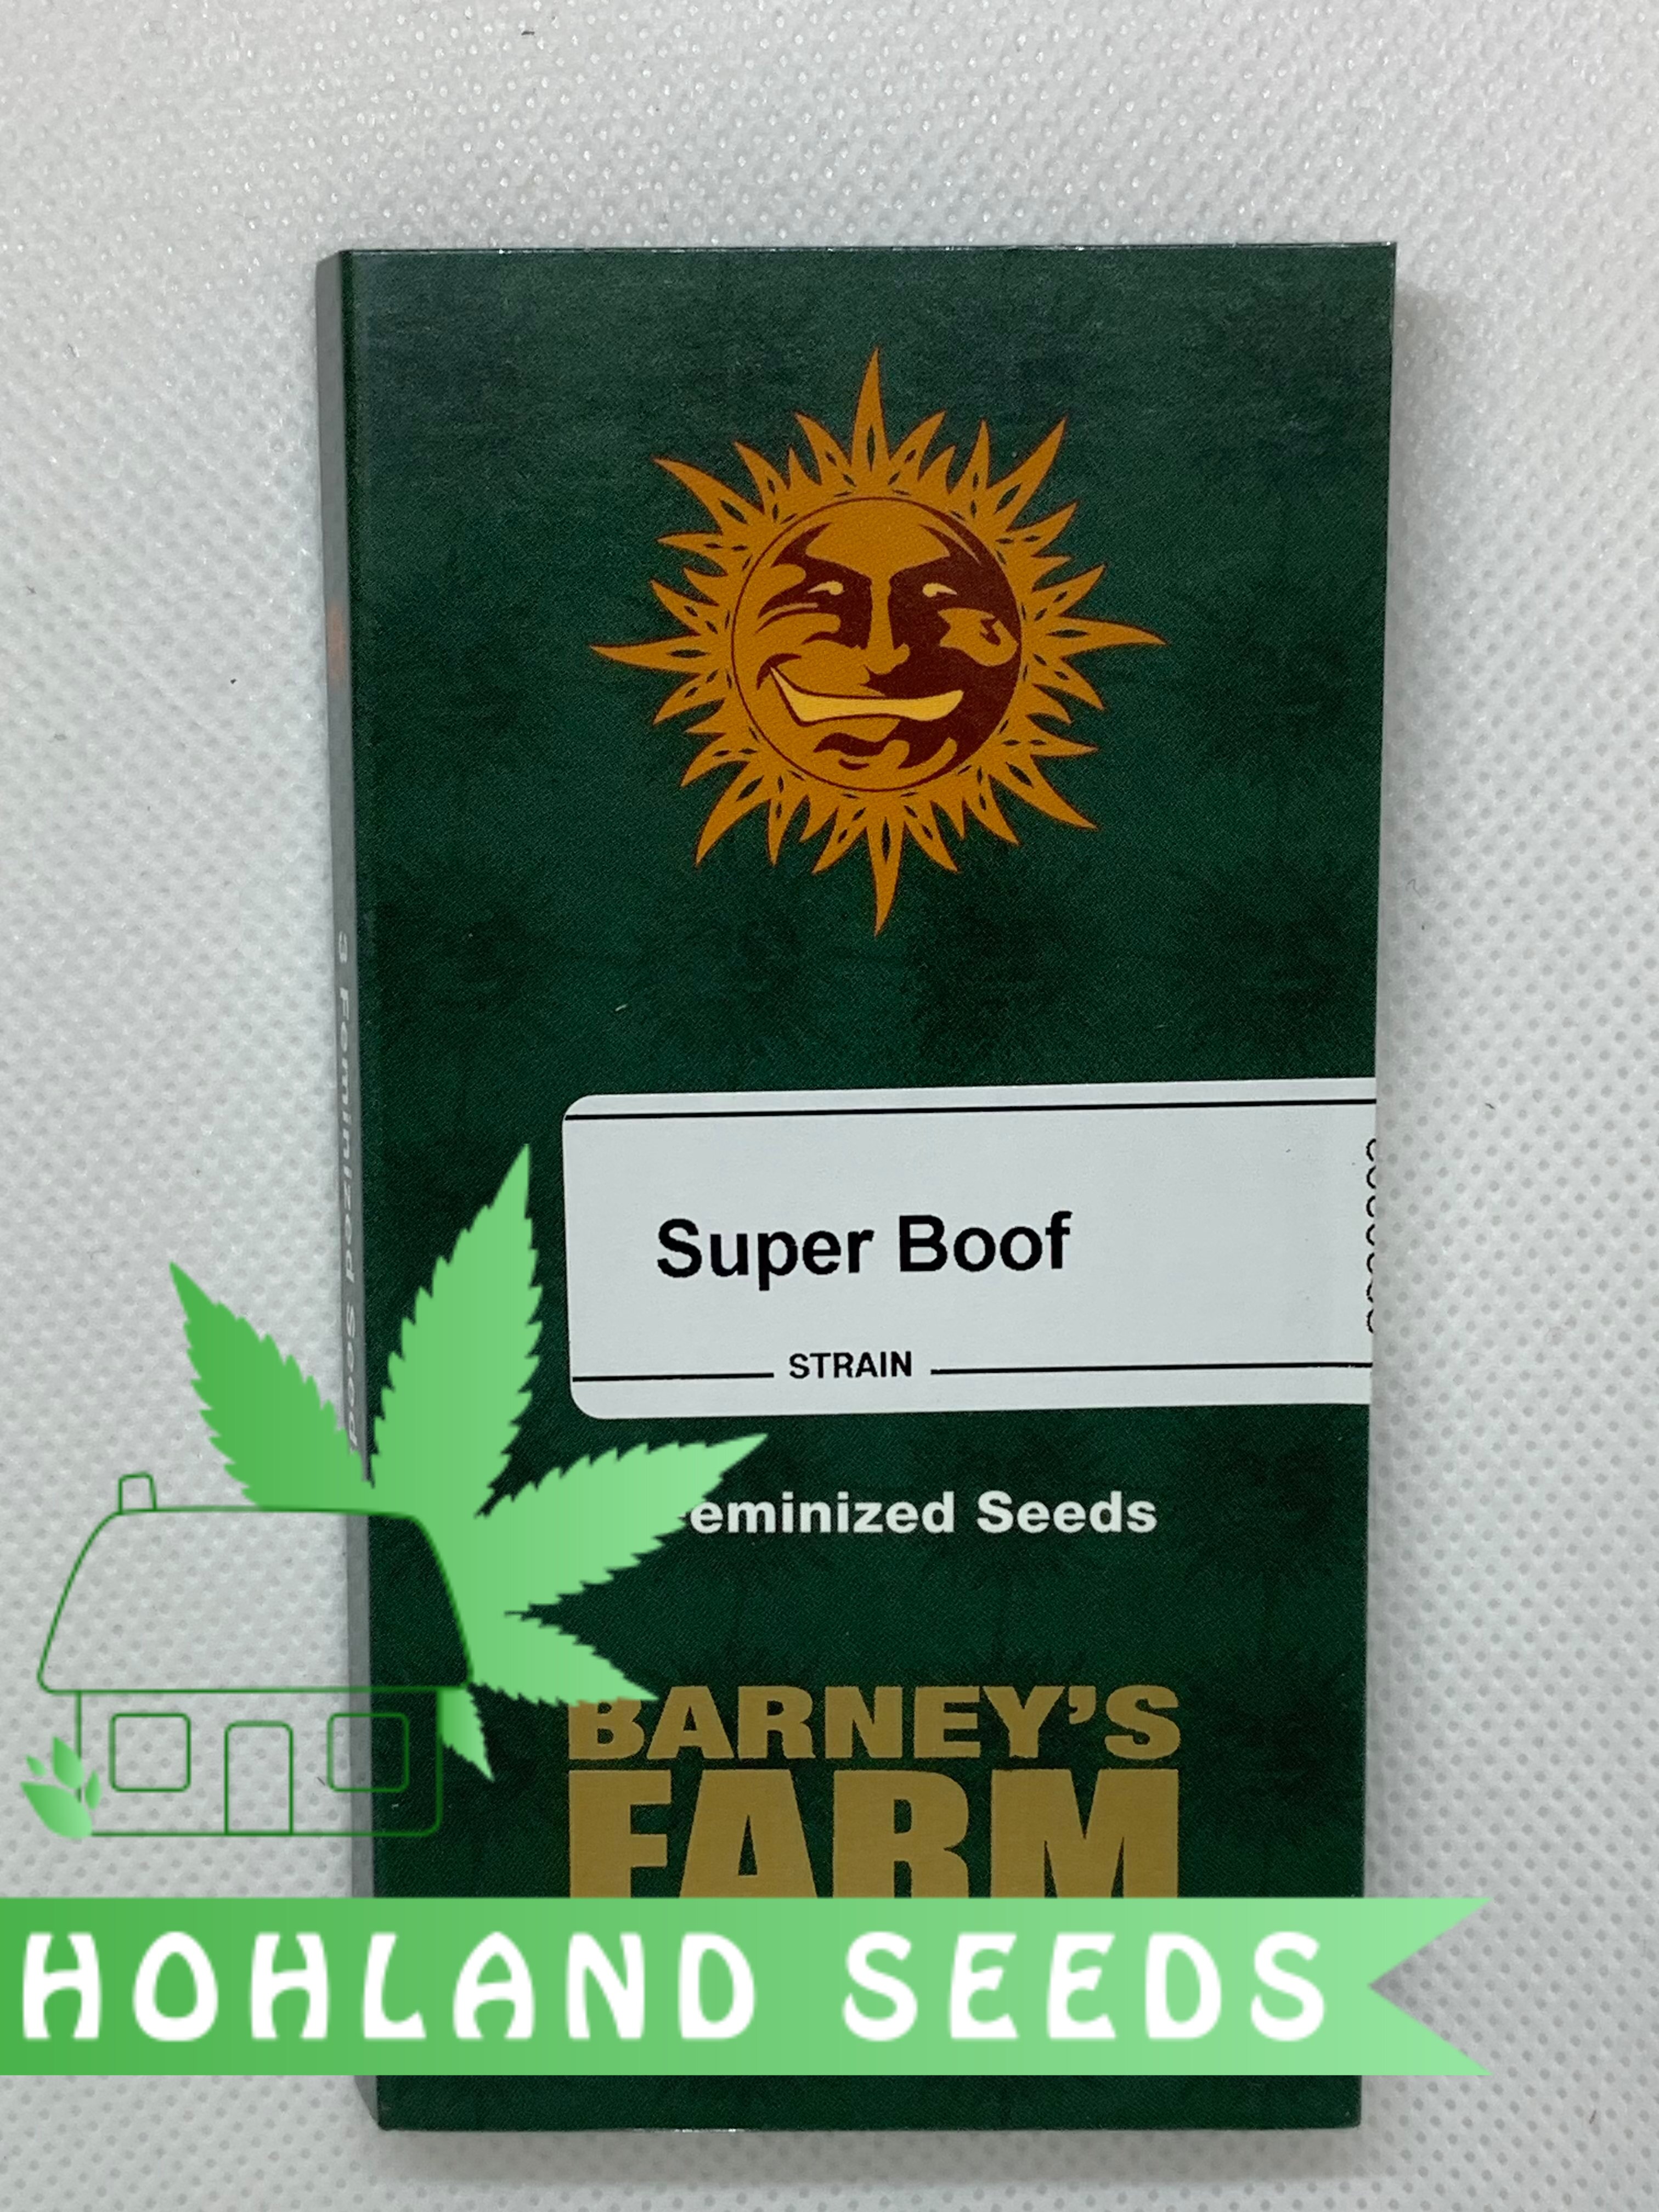 Super Boof
STRAIN
eminized Seeds
3 Feminized Seed
BARNEY'S
FARM
HOHLAND SEEDS